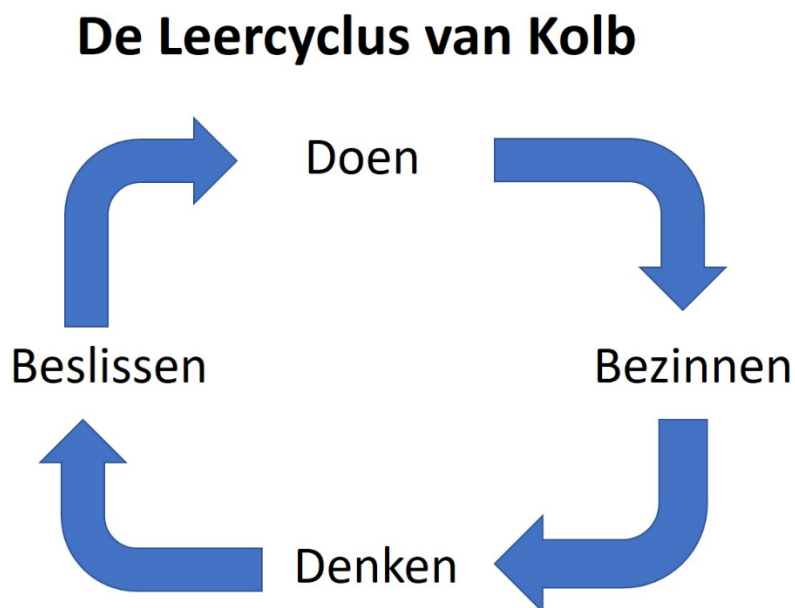 De Leercyclus van Kolb
Doen
Bezinnen
Denken
Beslissen